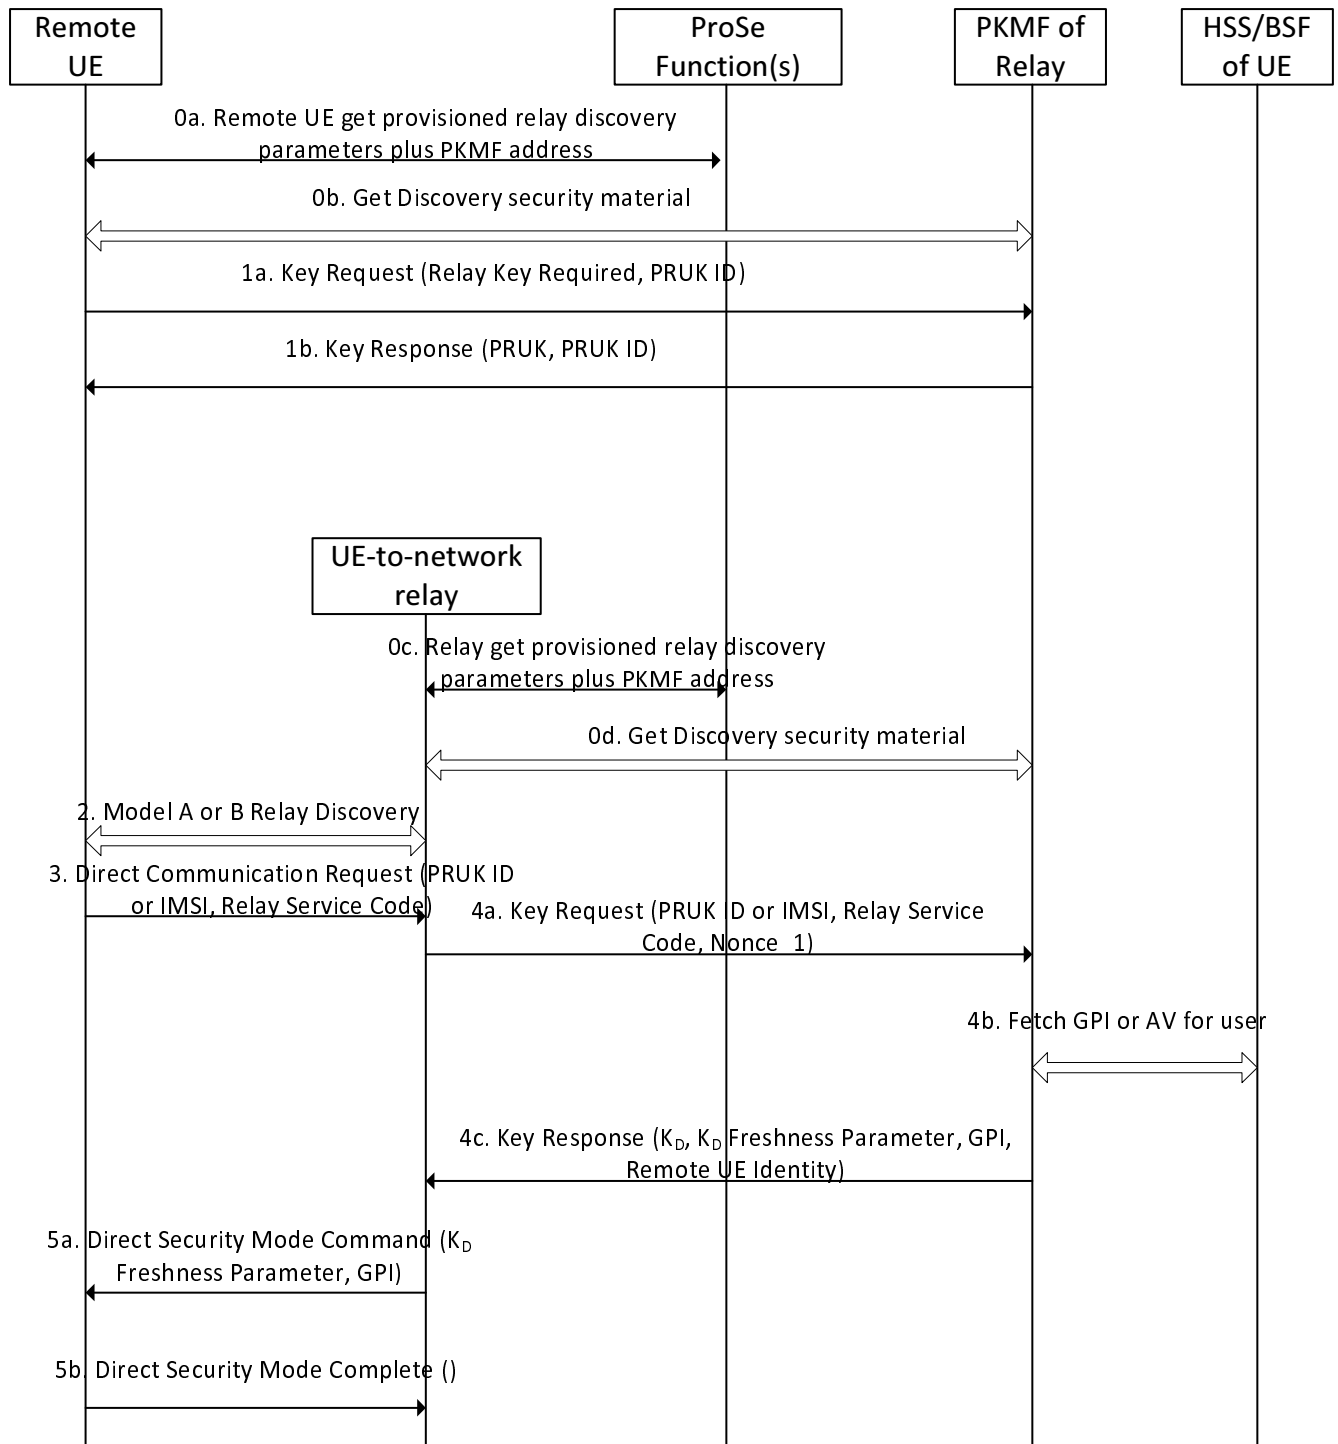 Remote
UE
ProSe
Function(s)
PKMF of
Relay
HSS/BSF
of UE
0a. Remote UE get provisioned relay discovery
parameters plus PKMF address
0b. Get Discovery security material
1a. Key Request (Relay Key Required, PRUK ID)
1b. Key Response (PRUK, PRUK ID)
UE-to-network
relay
0c. Relay get provisioned relay discovery
parameters plus PKMF address
0d. Get Discovery security material
2. Model A or B Relay Discovery
3. Direct Communication Request (PRUK ID
or IMSI, Relay Service Code)
4a. Key Request (PRUK ID or IMSI, Relay Service
Code, Nonce_1)
4b. Fetch GPI or AV for user
4c. Key Response (K_D, K_D Freshness Parameter, GPI,
Remote UE Identity)
5a. Direct Security Mode Command (K_D
Freshness Parameter, GPI)
5b. Direct Security Mode Complete ()